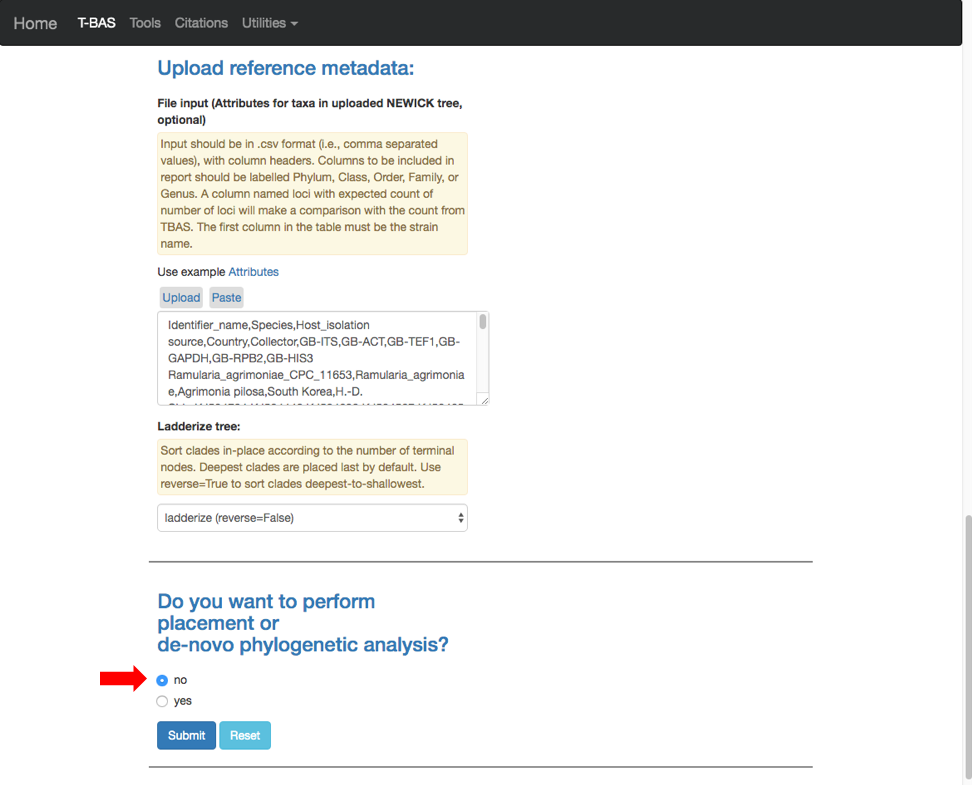 Home T-BAS Tools Citations Utilities
Upload reference metadata:
File input (Attributes for taxa in uploaded NEWICK tree,
optional)
Input should be in .csv format (i.e., comma separated
values), with column headers. Columns to be included in
report should be labelled Phylum, Class, Order, Family, or
Genus. A column named loci with expected count of
number of loci will make a comparison with the count from
TBAS. The first column in the table must be the strain
name.
Use example Attributes
Upload Paste
Identifier_name,Species,Host_isolation
source,Country,Collector,GB-ITS,GB-ACT,GB-TEF1,GB-
GAPDH,GB-RPB2,GB-HIS3
Ramularia_agrimoniae_CPC_11653,Ramularia_agrimonia
e,Agrimonia pilosa,South Korea,H.-D.
Ladderize tree:
Sort clades in-place according to the number of terminal
nodes. Deepest clades are placed last by default. Use
reverse=True to sort clades deepest-to-shallowest.
ladderize (reverse=False)
Do you want to perform
placement or
de-novo phylogenetic analysis?
no
yes
Submit Reset